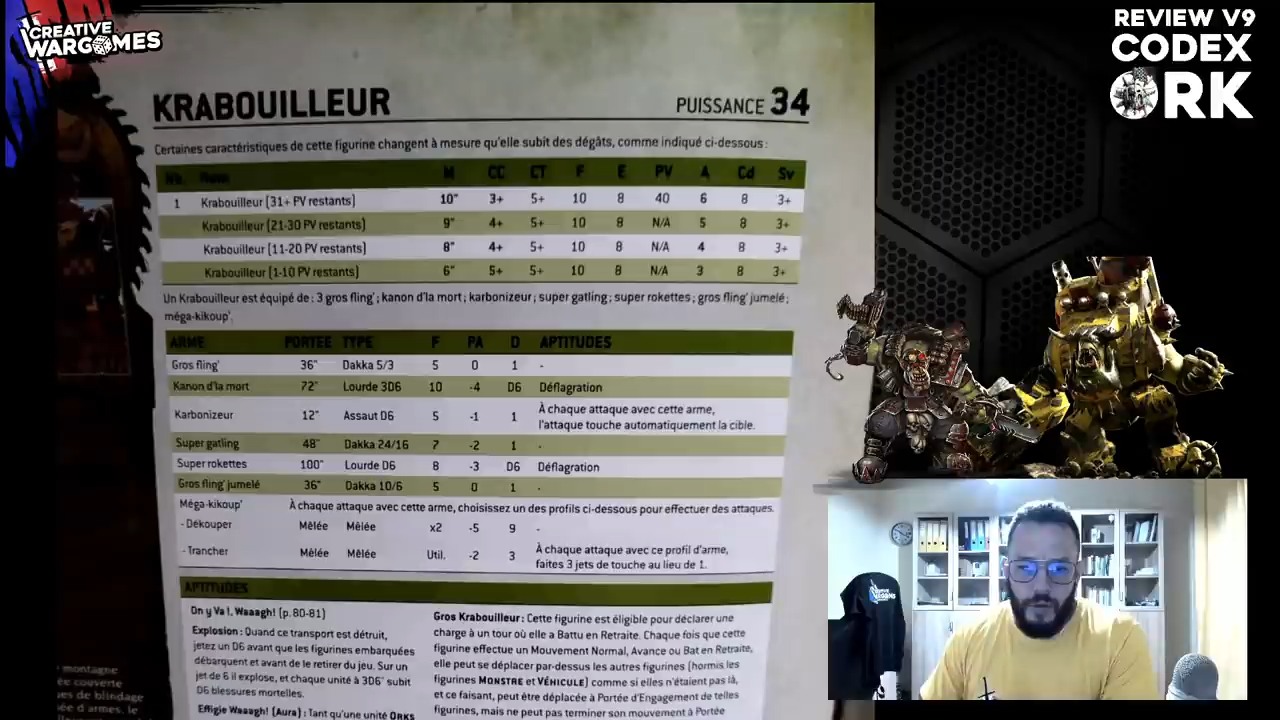 CREATIVE
WARGAMES
REVIEW V9
CODEX
ORK
KRABOUILLEUR
PUISSANCE 34
Certaines caractéristiques de cette figurine changent à mesure qu'elle subit des dégâts, comme indiqué ci-dessous :
Nb. Nom M CC CT F E PV A Cd Sv
1 Krabouilleur (31+ PV restants) 10" 3+ 5+ 10 8 40 6 8 3+
Krabouilleur (21-30 PV restants) 9" 4+ 5+ 10 8 N/A 5 8 3+
Krabouilleur (11-20 PV restants) 8" 4+ 5+ 10 8 N/A 4 8 3+
Krabouilleur (1-10 PV restants) 6" 5+ 5+ 10 8 N/A 3 8 3+
Un Krabouilleur est équipé de : 3 gros fling' ; kanon d'la mort ; karbonizeur ; super gatling ; super rokettes ; gros fling' jumelé ;
méga-kikoup'.
ARME PORTÉE TYPE F PA D APTITUDES
Gros fling' 36" Dakka 5/3 5 0 1 -
Kanon d'la mort 72" Lourde 3D6 10 -4 D6 Déflagration
Karbonizeur 12" Assaut D6 5 -1 1 À chaque attaque avec cette arme,
l'attaque touche automatiquement la cible.
Super gatling 48" Dakka 24/16 7 -2 1 -
Super rokettes 100" Lourde D6 8 -3 D6 Déflagration
Gros fling' jumelé 36" Dakka 10/6 5 0 1 -
Méga-kikoup' À chaque attaque avec cette arme, choisissez un des profils ci-dessous pour effectuer des attaques.
- Découper Mêlée Mêlée x2 -5 9 -
- Trancher Mêlée Mêlée Util. -2 3 À chaque attaque avec ce profil d'arme,
faites 3 jets de touche au lieu de 1.
APTITUDES
On y Va !, Waaagh! (p. 80-81)
Explosion : Quand ce transport est détruit,
jetez un D6 avant que les figurines embarquées
débarquent et avant de le retirer du jeu. Sur un
jet de 6 il explose, et chaque unité à 3D6" subit
D6 blessures mortelles.
Effigie Waaagh! (Aura) : Tant qu'une unité ORKS
Gros Krabouilleur : Cette figurine est éligible pour déclarer une
charge à un tour où elle a Battu en Retraite. Chaque fois que cette
figurine effectue un Mouvement Normal, Avance ou Bat en Retraite,
elle peut se déplacer par-dessus les autres figurines (hormis les
figurines MONSTRE et VÉHICULE) comme si elles n'étaient pas là,
et ce faisant, peut être déplacée à Portée d'Engagement de telles
figurines, mais ne peut pas terminer son mouvement à Portée
montagne
ée couverte
ues de blindage
ée d'armes, le